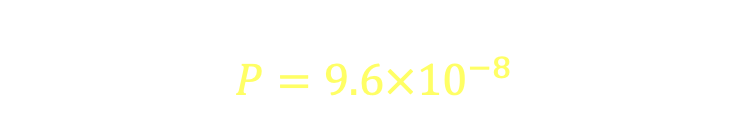 P = 9.6×10⁻⁸